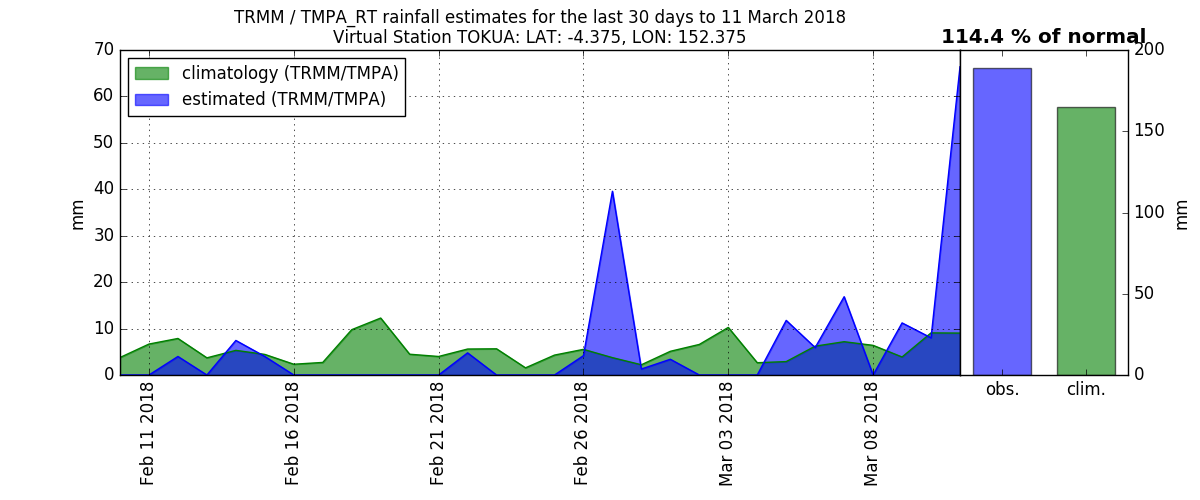 TRMM / TMPA_RT rainfall estimates for the last 30 days to 11 March 2018
Virtual Station TOKUA: LAT: -4.375, LON: 152.375
114.4 % of normal
climatology (TRMM/TMPA)
estimated (TRMM/TMPA)
70
60
50
40
30
20
10
0
mm
Feb 11 2018
Feb 16 2018
Feb 21 2018
Feb 26 2018
Mar 03 2018
Mar 08 2018
obs.
clim.
200
150
100
50
0
mm